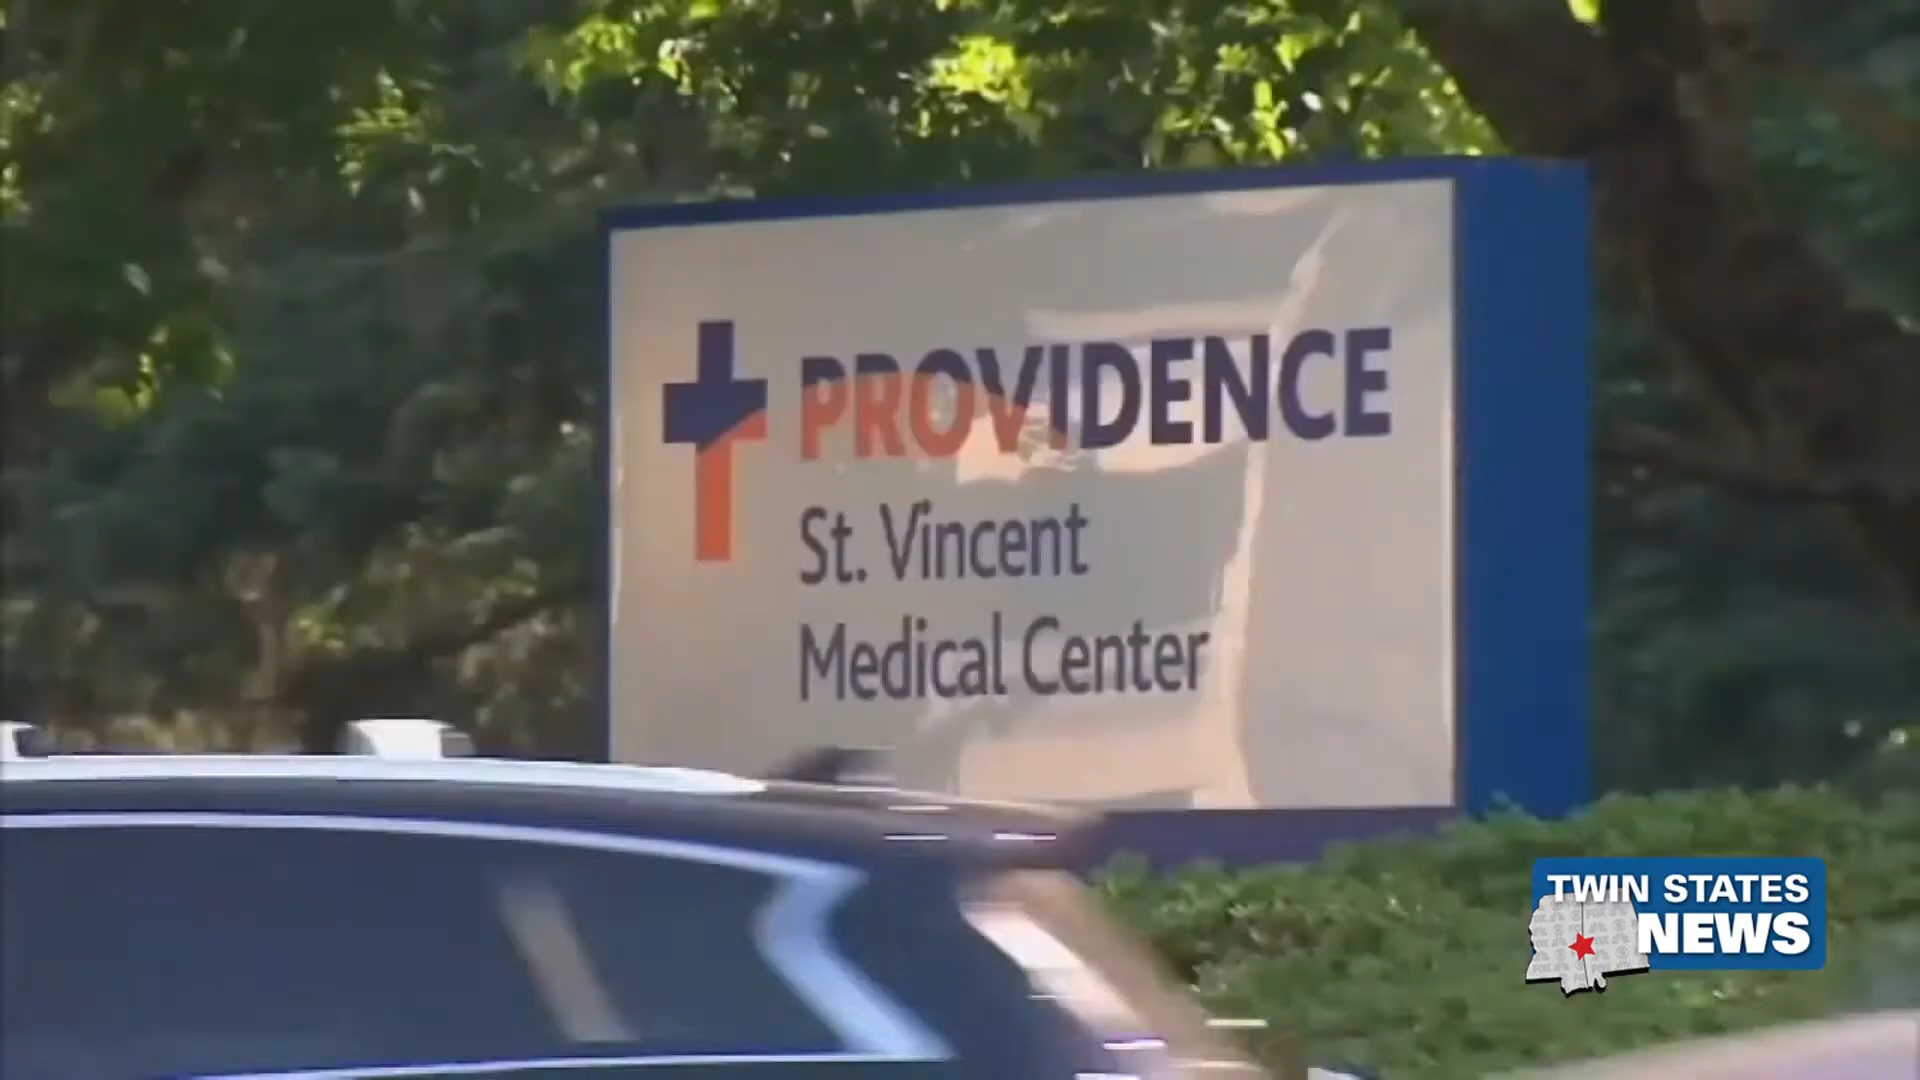 PROVIDENCE
St. Vincent
Medical Center
TWIN STATES
NEWS